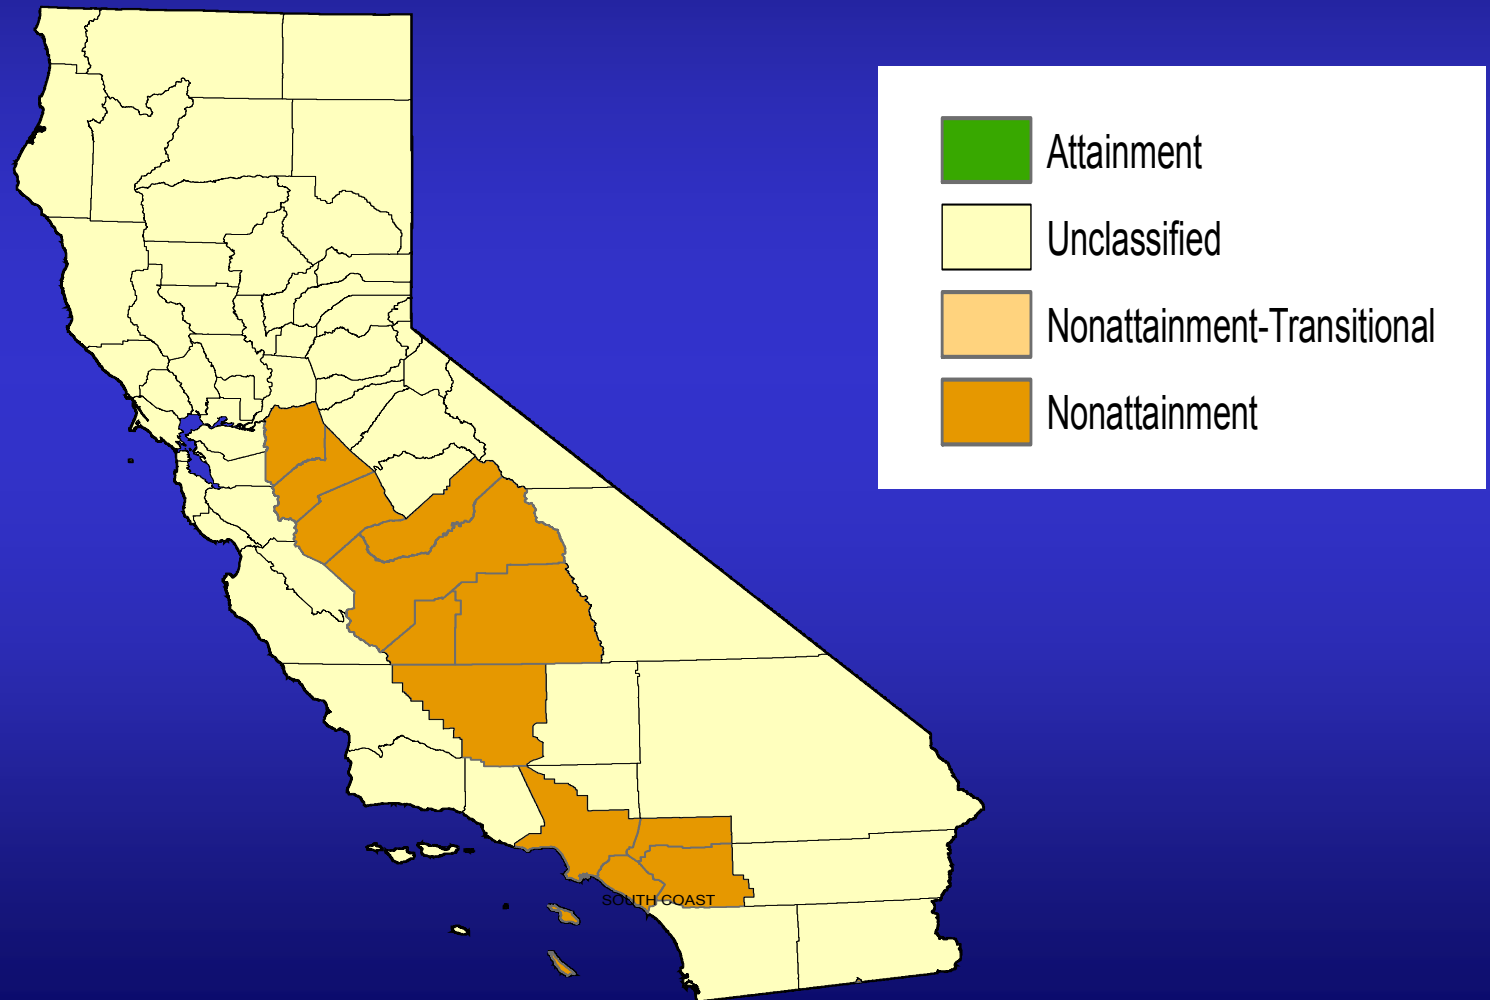 Attainment
Unclassified
Nonattainment-Transitional
Nonattainment
SOUTH COAST